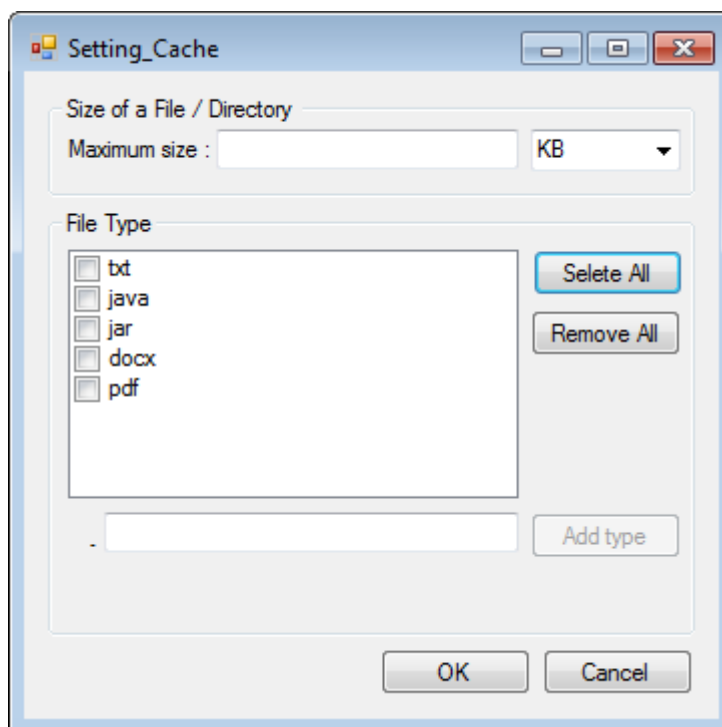 Setting_Cache
Size of a File / Directory
Maximum size :
KB
File Type
txt
java
jar
docx
pdf
Selete All
Remove All
-
Add type
OK
Cancel